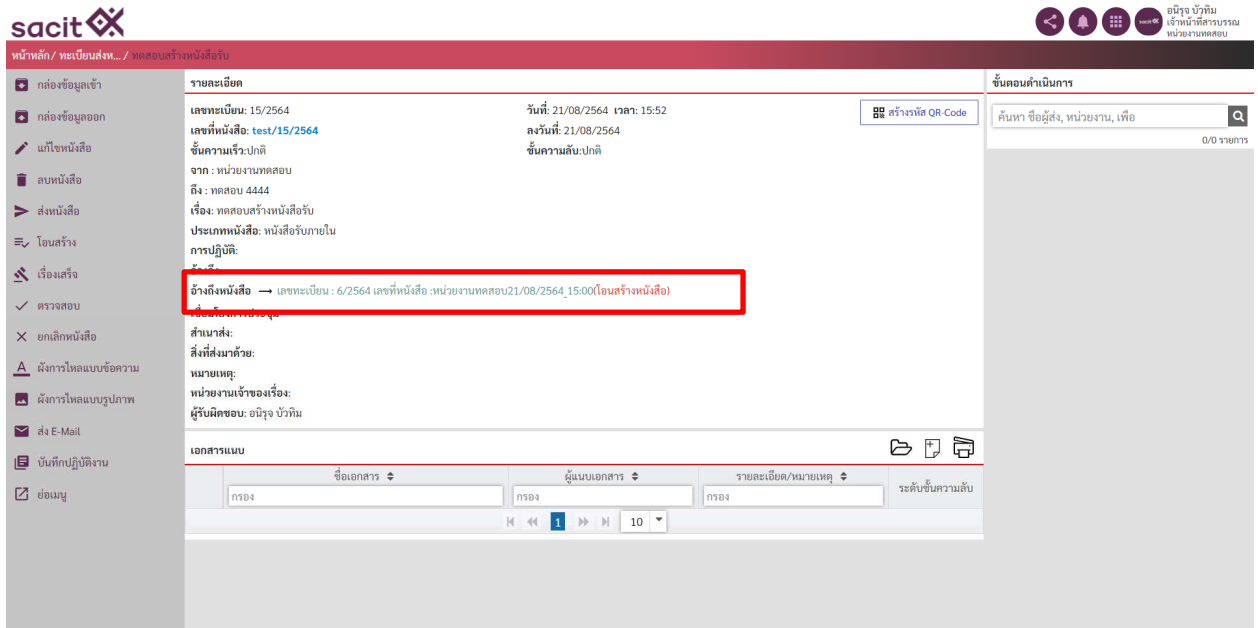 sacit
อนิรุจ บัวทิม
เจ้าหน้าที่สารบรรณ
หน่วยงานทดสอบ
หน้าหลัก/ ทะเบียนส่งห... / ทดสอบสร้างหนังสือรับ
กล่องข้อมูลเข้า
กล่องข้อมูลออก
แก้ไขหนังสือ
ลบหนังสือ
ส่งหนังสือ
โอนสร้าง
เรื่องเสร็จ
ตรวจสอบ
ยกเลิกหนังสือ
ผังการไหลแบบข้อความ
ผังการไหลแบบรูปภาพ
ส่ง E-Mail
บันทึกปฏิบัติงาน
ย่อเมนู
รายละเอียด
เลขทะเบียน: 15/2564 วันที่: 21/08/2564 เวลา: 15:52
สร้างรหัส QR-Code
เลขที่หนังสือ: test/15/2564 ลงวันที่: 21/08/2564
ชั้นความเร็ว:ปกติ ชั้นความลับ:ปกติ
จาก : หน่วยงานทดสอบ
ถึง : ทดสอบ 4444
เรื่อง: ทดสอบสร้างหนังสือรับ
ประเภทหนังสือ: หนังสือรับภายใน
การปฏิบัติ:
อ้างถึงหนังสือ → เลขทะเบียน : 6/2564 เลขที่หนังสือ :หน่วยงานทดสอบ21/08/2564_15:00(โอนสร้างหนังสือ)
สำเนาส่ง:
สิ่งที่ส่งมาด้วย:
หมายเหตุ:
หน่วยงานเจ้าของเรื่อง:
ผู้รับผิดชอบ: อนิรุจ บัวทิม
เอกสารแนบ
ชื่อเอกสาร ผู้แนบเอกสาร รายละเอียด/หมายเหตุ ระดับชั้นความลับ
กรอง กรอง กรอง
1 10
ขั้นตอนดำเนินการ
ค้นหา ชื่อผู้ส่ง, หน่วยงาน, เพื่อ
0/0 รายการ